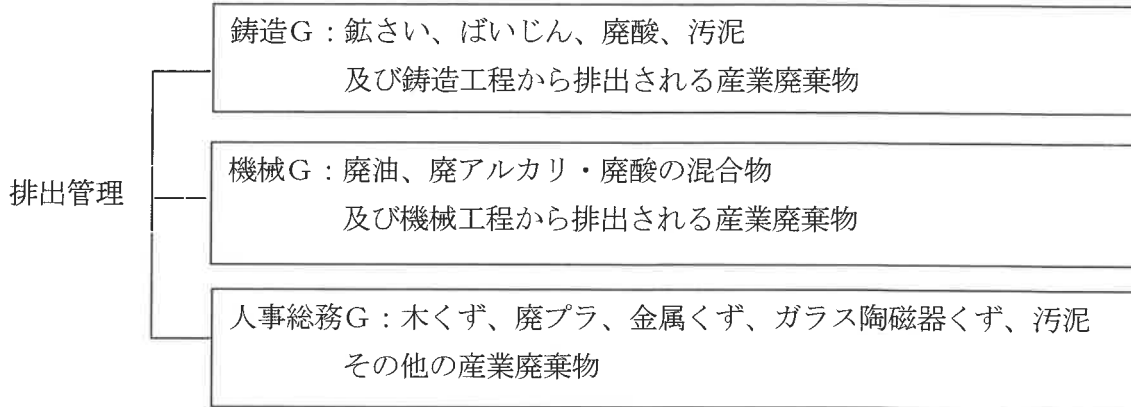 鋳造G：鉱さい、ばいじん、廃酸、汚泥
及び鋳造工程から排出される産業廃棄物
排出管理
機械G：廃油、廃アルカリ・廃酸の混合物
及び機械工程から排出される産業廃棄物
人事総務G：木くず、廃プラ、金属くず、ガラス陶磁器くず、汚泥
その他の産業廃棄物